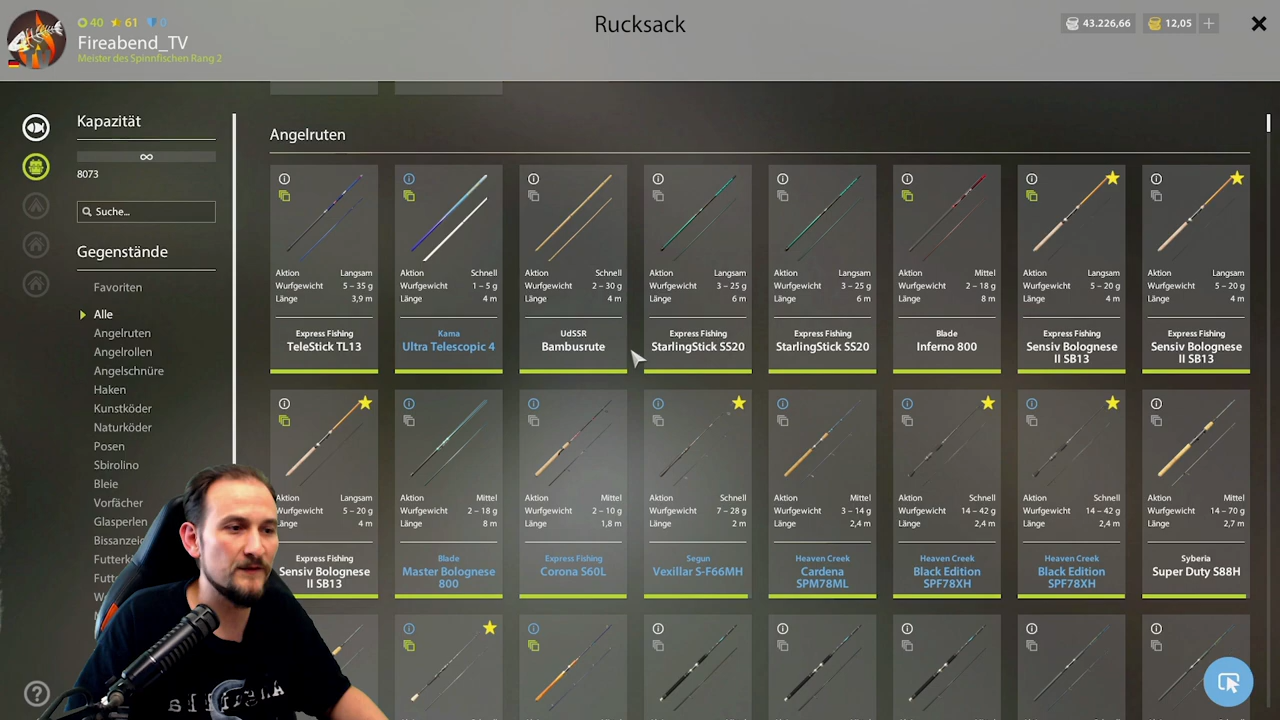 40 61 0
Fireabend_TV
Meister des Spinnfischen Rang 2
Rucksack
43.226,66 12,05 +
Kapazität
∞
8073
Suche...
Gegenstände
Favoriten
Alle
Angelruten
Angelrollen
Angelschnüre
Haken
Kunstköder
Naturköder
Posen
Sbirolino
Bleie
Vorfächer
Glasperlen
Angelruten
Aktion Langsam
Wurfgewicht 5 – 35 g
Länge 3,9 m
Express Fishing
TeleStick TL13
Aktion Schnell
Wurfgewicht 1 – 5 g
Länge 4 m
Kama
Ultra Telescopic 4
Aktion Schnell
Wurfgewicht 2 – 30 g
Länge 4 m
UdSSR
Bambusrute
Aktion Langsam
Wurfgewicht 3 – 25 g
Länge 6 m
Express Fishing
StarlingStick SS20
Aktion Langsam
Wurfgewicht 3 – 25 g
Länge 6 m
Express Fishing
StarlingStick SS20
Aktion Mittel
Wurfgewicht 2 – 18 g
Länge 8 m
Blade
Inferno 800
Aktion Langsam
Wurfgewicht 5 – 20 g
Länge 4 m
Express Fishing
Sensiv Bolognese
II SB13
Aktion Langsam
Wurfgewicht 5 – 20 g
Länge 4 m
Express Fishing
Sensiv Bolognese
II SB13
Aktion Langsam
Wurfgewicht 5 – 20 g
Länge 4 m
Express Fishing
Sensiv Bolognese
II SB13
Aktion Mittel
Wurfgewicht 2 – 18 g
Länge 8 m
Blade
Master Bolognese
800
Aktion Mittel
Wurfgewicht 2 – 10 g
Länge 1,8 m
Express Fishing
Corona S60L
Aktion Schnell
Wurfgewicht 7 – 28 g
Länge 2 m
Segun
Vexillar S-F66MH
Aktion Mittel
Wurfgewicht 3 – 14 g
Länge 2,4 m
Heaven Creek
Cardena
SPM78ML
Aktion Schnell
Wurfgewicht 14 – 42 g
Länge 2,4 m
Heaven Creek
Black Edition
SPF78XH
Aktion Schnell
Wurfgewicht 14 – 42 g
Länge 2,4 m
Heaven Creek
Black Edition
SPF78XH
Aktion Mittel
Wurfgewicht 14 – 70 g
Länge 2,7 m
Syberia
Super Duty S88H
?